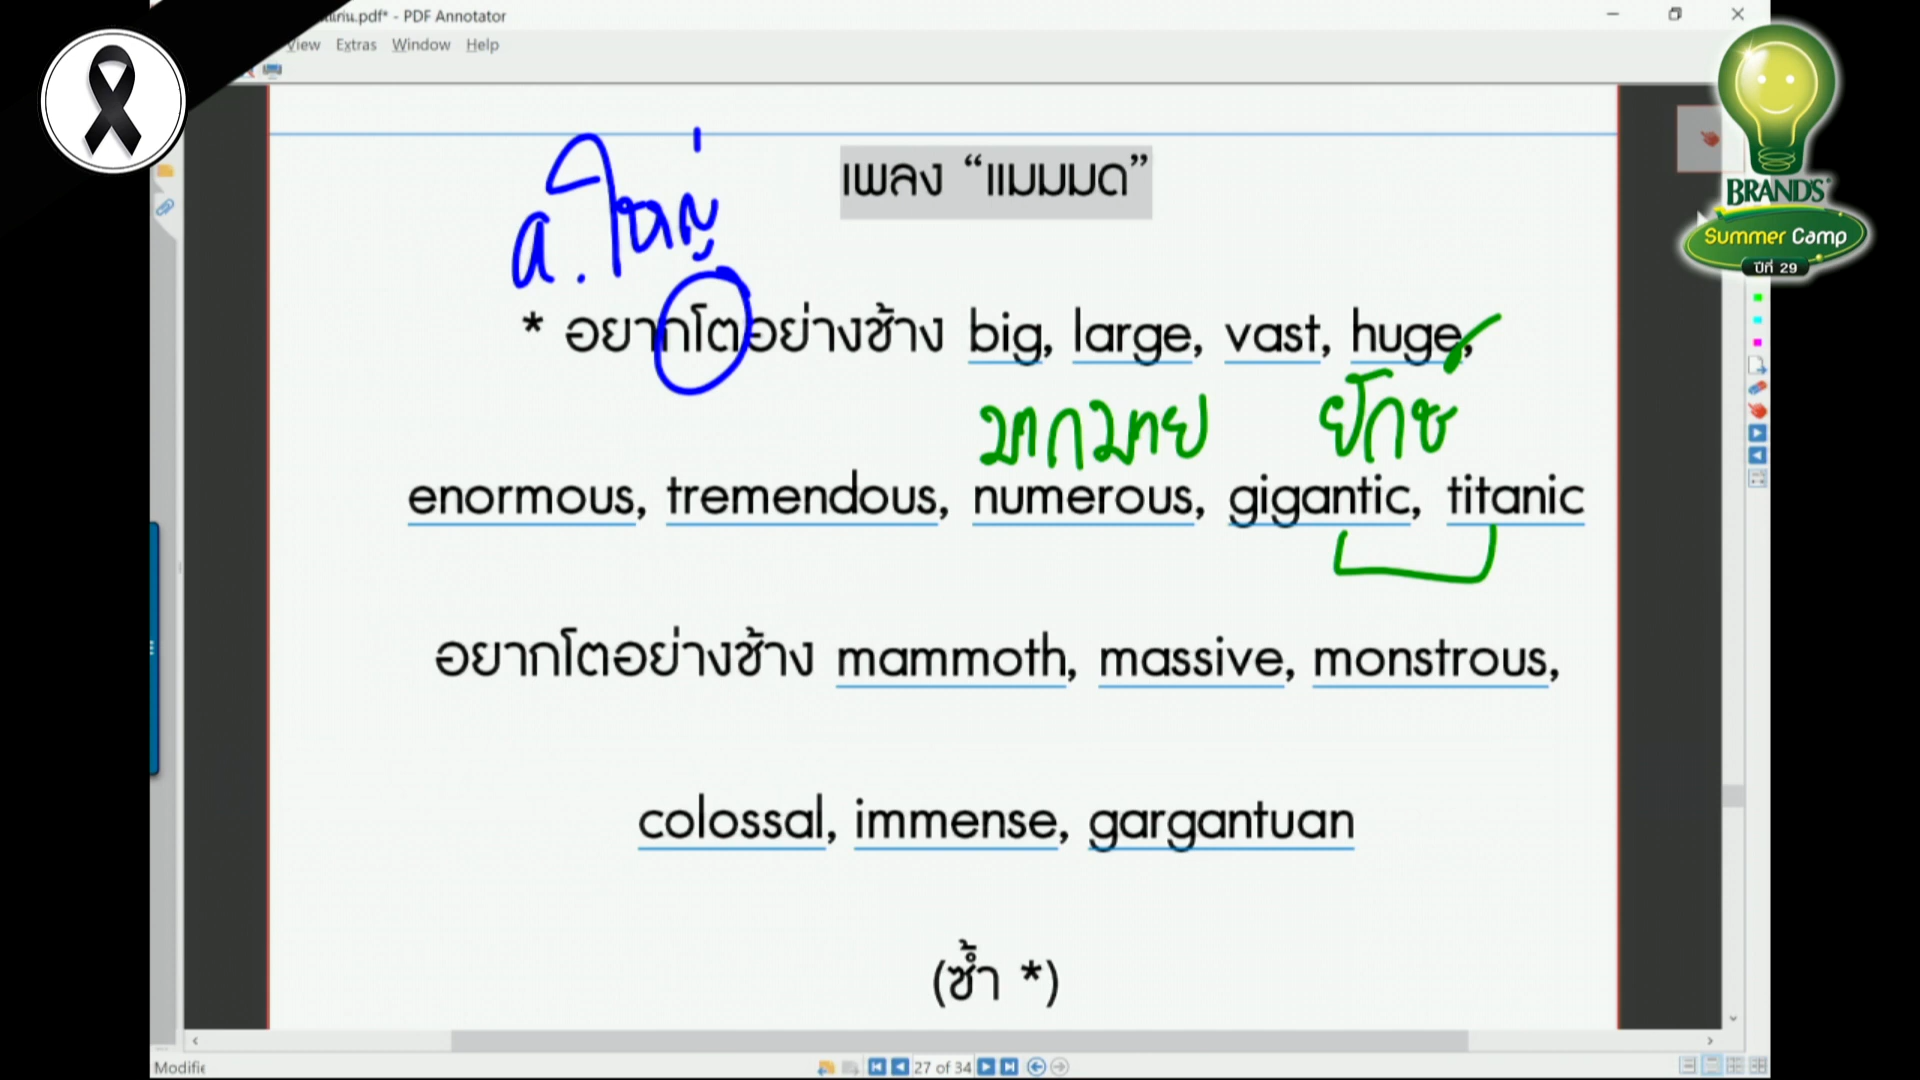 แก่น.pdf* - PDF Annotator
View Extras Window Help
BRAND'S
Summer Camp
ปีที่ 29
เพลง “แมมมด”
a. ใหญ่
* อยากโตอย่างช้าง big, large, vast, huge,
มากมาย ยักษ์
enormous, tremendous, numerous, gigantic, titanic
อยากโตอย่างช้าง mammoth, massive, monstrous,
colossal, immense, gargantuan
(ซ้ำ *)
27 of 34